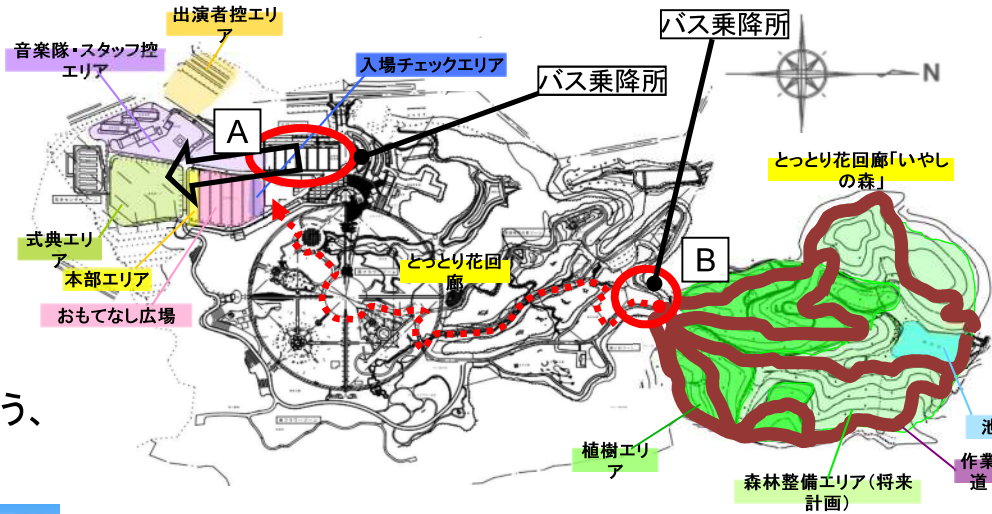 出演者控エリ
ア
バス乗降所
音楽隊・スタッフ控
エリア
入場チェックエリア
バス乗降所
N
A
とっとり花回廊「いやし
の森」
式典エリ
ア
本部エリア
とっとり花回
廊
B
おもてなし広場
う、
植樹エリ
ア
池
作業
道
森林整備エリア(将来
計画)